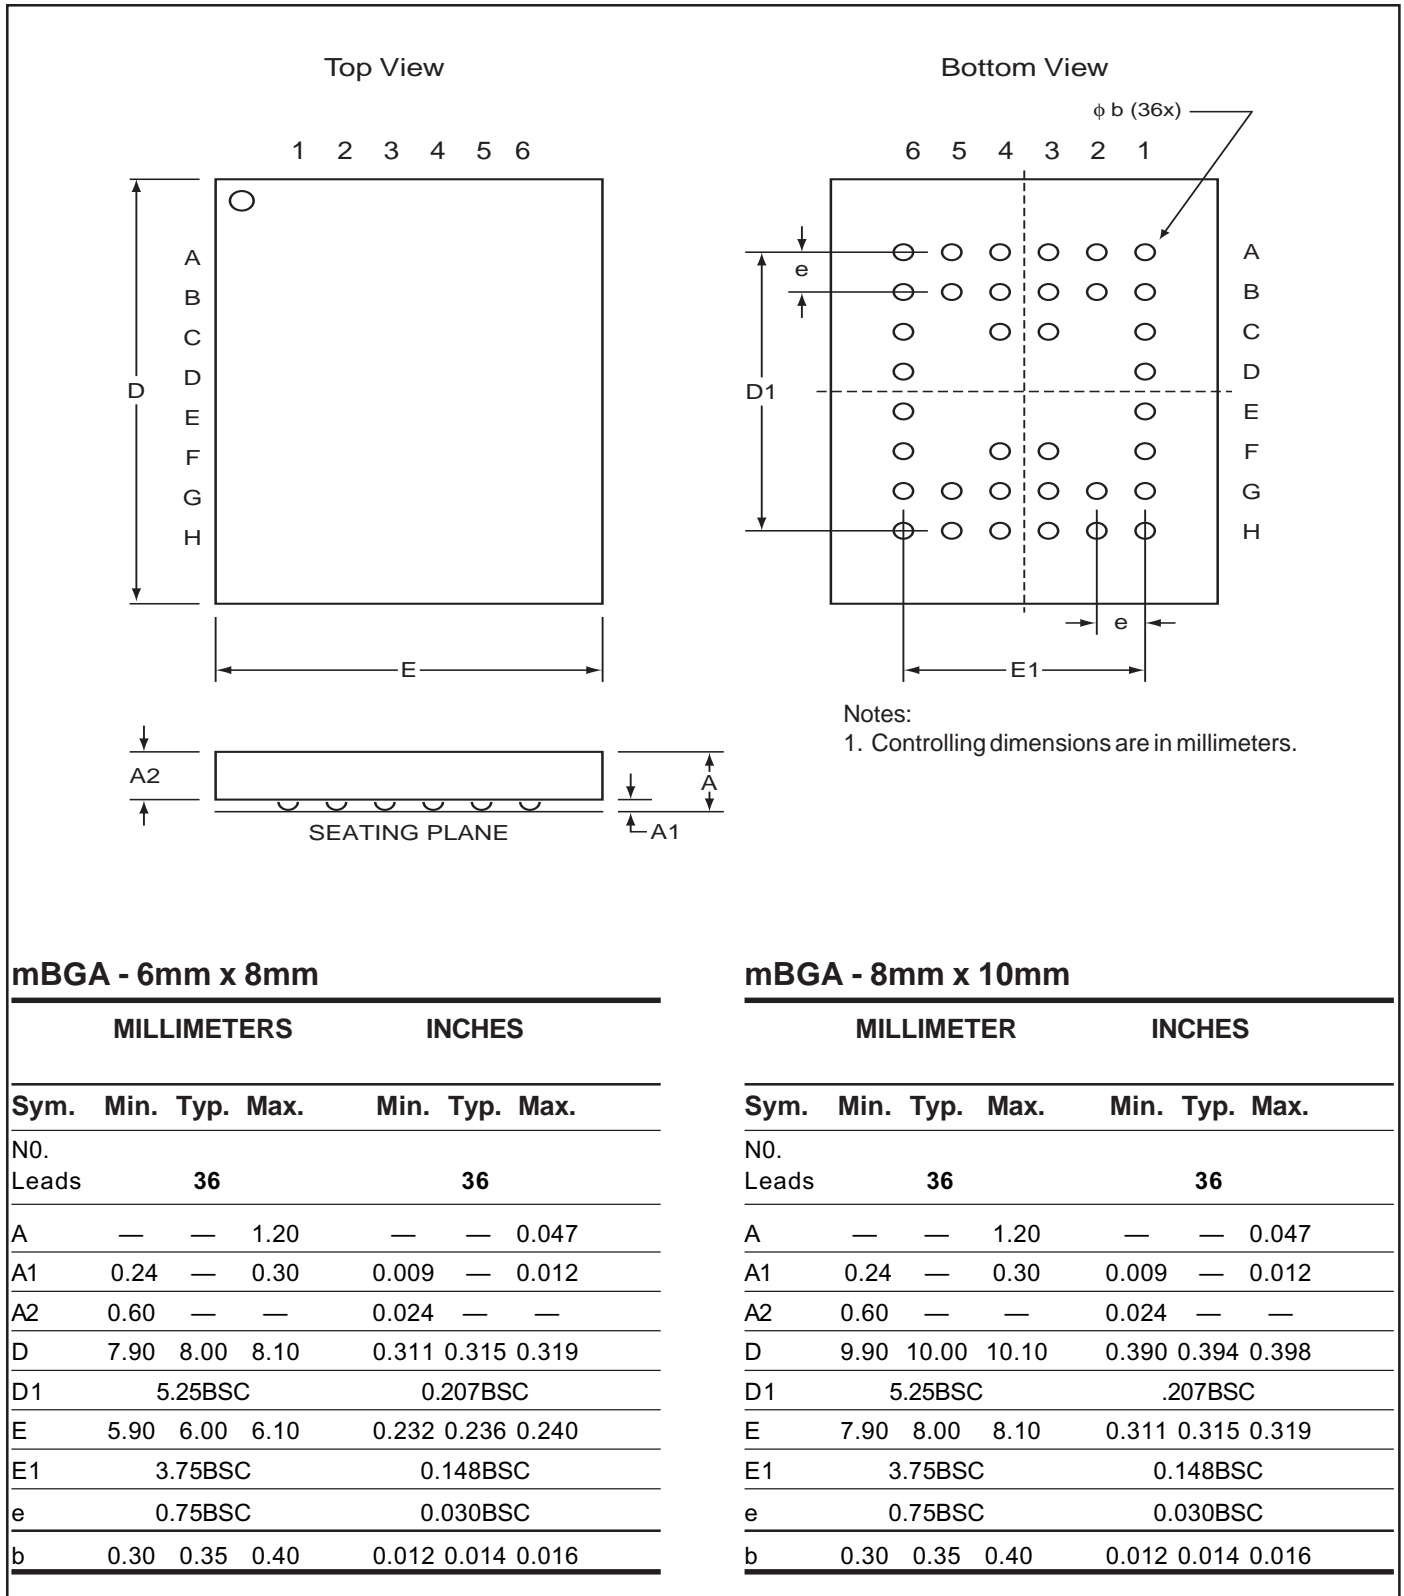 Top View
Bottom View
ϕ b (36x)
1 2 3 4 5 6
6 5 4 3 2 1
A
B
C
D
E
F
G
H
D
E
e
D1
A
B
C
D
E
F
G
H
e
E1
Notes:
1. Controlling dimensions are in millimeters.
A2
A
SEATING PLANE
A1
mBGA - 6mm x 8mm
MILLIMETERS INCHES
Sym. Min. Typ. Max. Min. Typ. Max.
N0.
Leads 36 36
A — — 1.20 — — 0.047
A1 0.24 — 0.30 0.009 — 0.012
A2 0.60 — — 0.024 — —
D 7.90 8.00 8.10 0.311 0.315 0.319
D1 5.25BSC 0.207BSC
E 5.90 6.00 6.10 0.232 0.236 0.240
E1 3.75BSC 0.148BSC
e 0.75BSC 0.030BSC
b 0.30 0.35 0.40 0.012 0.014 0.016
mBGA - 8mm x 10mm
MILLIMETER INCHES
Sym. Min. Typ. Max. Min. Typ. Max.
N0.
Leads 36 36
A — — 1.20 — — 0.047
A1 0.24 — 0.30 0.009 — 0.012
A2 0.60 — — 0.024 — —
D 9.90 10.00 10.10 0.390 0.394 0.398
D1 5.25BSC .207BSC
E 7.90 8.00 8.10 0.311 0.315 0.319
E1 3.75BSC 0.148BSC
e 0.75BSC 0.030BSC
b 0.30 0.35 0.40 0.012 0.014 0.016